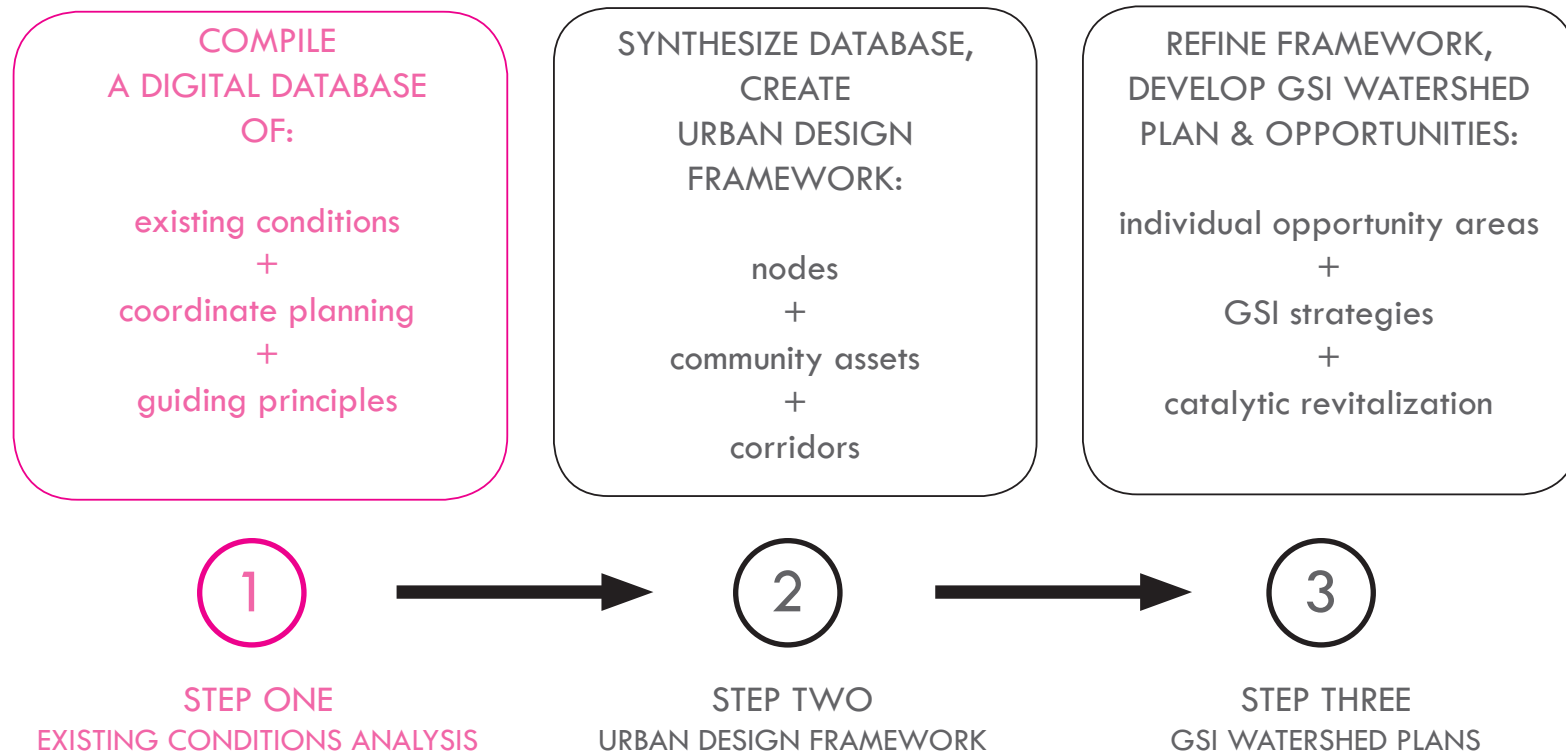 COMPILE
A DIGITAL DATABASE
OF:
existing conditions
+
coordinate planning
+
guiding principles
SYNTHESIZE DATABASE,
CREATE
URBAN DESIGN
FRAMEWORK:
nodes
+
community assets
+
corridors
REFINE FRAMEWORK,
DEVELOP GSI WATERSHED
PLAN & OPPORTUNITIES:
individual opportunity areas
+
GSI strategies
+
catalytic revitalization
1
2
3
STEP ONE
EXISTING CONDITIONS ANALYSIS
STEP TWO
URBAN DESIGN FRAMEWORK
STEP THREE
GSI WATERSHED PLANS